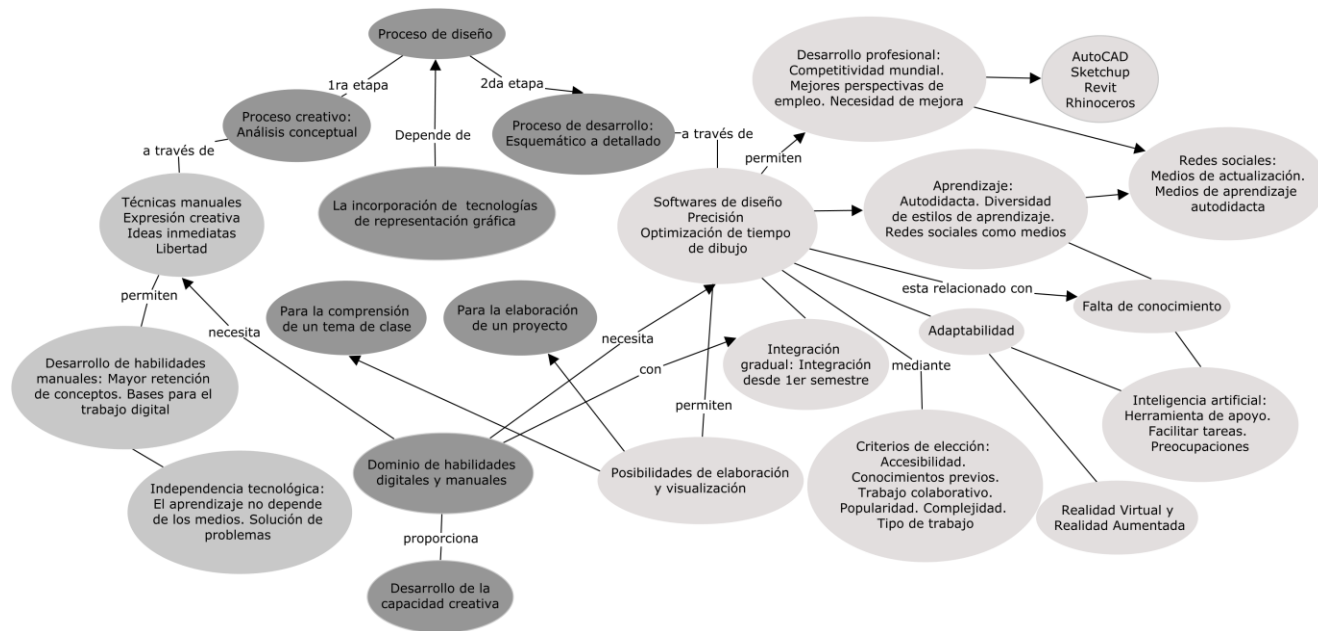 Proceso de diseño
1ra etapa
2da etapa
Proceso creativo:
Análisis conceptual
Depende de
Proceso de desarrollo:
Esquemático a detallado
a través de
a través de
La incorporación de tecnologías
de representación gráfica
Técnicas manuales
Expresión creativa
Ideas inmediatas
Libertad
permiten
Desarrollo de habilidades
manuales: Mayor retención
de conceptos. Bases para el
trabajo digital
Independencia tecnológica:
El aprendizaje no depende
de los medios. Solución de
problemas
necesita
Para la comprensión
de un tema de clase
Para la elaboración
de un proyecto
necesita
con
Dominio de habilidades
digitales y manuales
proporciona
Desarrollo de la
capacidad creativa
Softwares de diseño
Precisión
Optimización de tiempo
de dibujo
permiten
Desarrollo profesional:
Competitividad mundial.
Mejores perspectivas de
empleo. Necesidad de mejora
AutoCAD
Sketchup
Revit
Rhinoceros
Aprendizaje:
Autodidacta. Diversidad
de estilos de aprendizaje.
Redes sociales como medios
Redes sociales:
Medios de actualización.
Medios de aprendizaje
autodidacta
esta relacionado con
Falta de conocimiento
Adaptabilidad
Integración
gradual: Integración
desde 1er semestre
mediante
permiten
Posibilidades de elaboración
y visualización
Criterios de elección:
Accesibilidad.
Conocimientos previos.
Trabajo colaborativo.
Popularidad. Complejidad.
Tipo de trabajo
Inteligencia artificial:
Herramienta de apoyo.
Facilitar tareas.
Preocupaciones
Realidad Virtual y
Realidad Aumentada